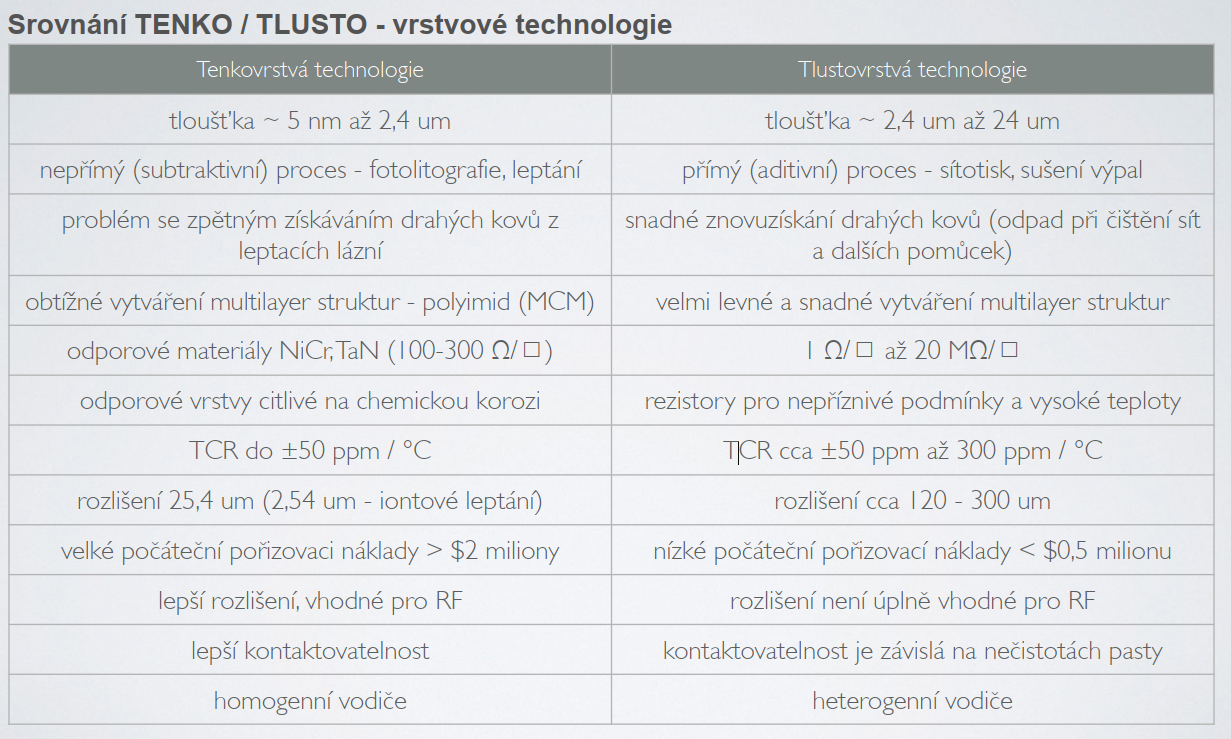 Srovnání TENKO / TLUSTO - vrstvové technologie
Tenkovrstvá technologie
Tlustovrstvá technologie
tloušťka ~ 5 nm až 2,4 um
tloušťka ~ 2,4 um až 24 um
nepřímý (subtraktivní) proces - fotolitografie, leptání
přímý (aditivní) proces - sítotisk, sušení výpal
problém se zpětným získáváním drahých kovů z
leptacích lázní
snadné znovuzískání drahých kovů (odpad při čištění sít
a dalších pomůcek)
obtížné vytváření multilayer struktur - polyimid (MCM)
velmi levné a snadné vytváření multilayer struktur
odporové materiály NiCr, TaN (100-300 Ω/□)
1 Ω/□ až 20 MΩ/□
odporové vrstvy citlivé na chemickou korozi
rezistory pro nepříznivé podmínky a vysoké teploty
TCR do ±50 ppm / °C
TCR cca ±50 ppm až 300 ppm / °C
rozlišení 25,4 um (2,54 um - iontové leptání)
rozlišení cca 120 - 300 um
velké počáteční pořizovaci náklady > $2 miliony
nízké počáteční pořizovací náklady < $0,5 milionu
lepší rozlišení, vhodné pro RF
rozlišení není úplně vhodné pro RF
lepší kontaktovatelnost
kontaktovatelnost je závislá na nečistotách pasty
homogenní vodiče
heterogenní vodiče